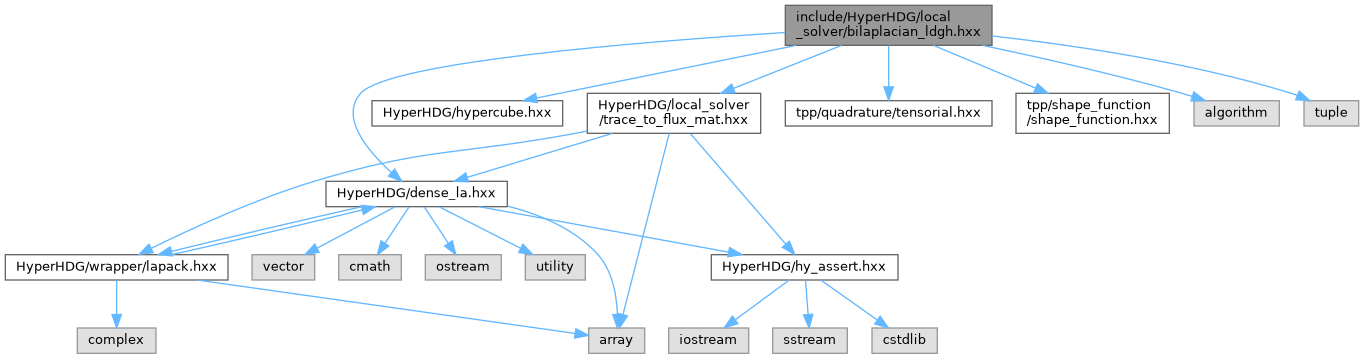 include/HyperHDG/local
_solver/bilaplacian_ldgh.hxx
HyperHDG/hypercube.hxx
HyperHDG/local_solver
/trace_to_flux_mat.hxx
tpp/quadrature/tensorial.hxx
tpp/shape_function
/shape_function.hxx
algorithm
tuple
HyperHDG/dense_la.hxx
HyperHDG/wrapper/lapack.hxx
vector
cmath
ostream
utility
HyperHDG/hy_assert.hxx
complex
array
iostream
sstream
cstdlib